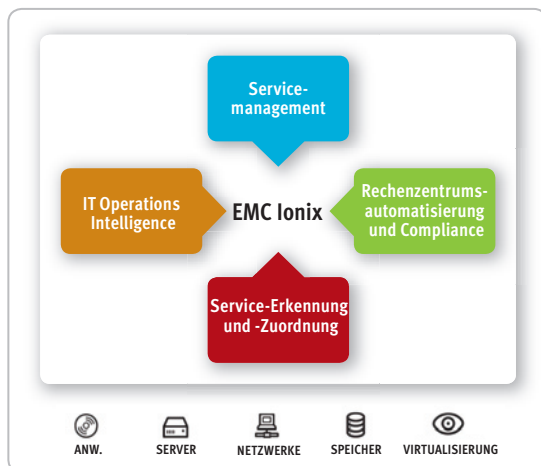 Service-
management
IT Operations
Intelligence
EMC Ionix
Rechenzentrums-
automatisierung
und Compliance
Service-Erkennung
und -Zuordnung
ANW.
SERVER
NETZWERKE
SPEICHER
VIRTUALISIERUNG